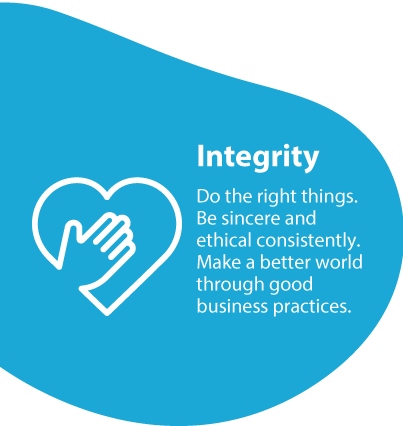 Integrity
Do the right things.
Be sincere and
ethical consistently.
Make a better world
through good
business practices.